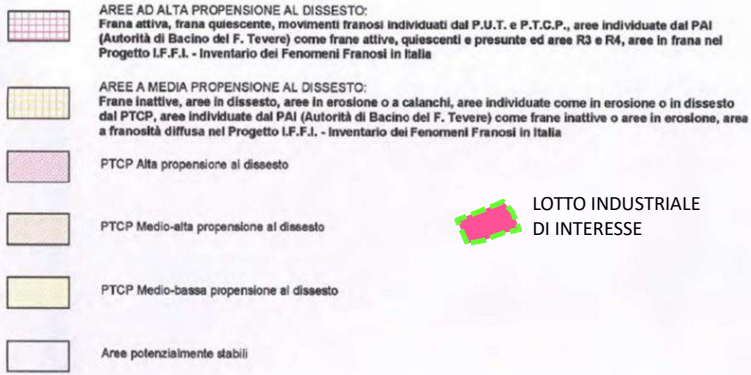 AREE AD ALTA PROPENSIONE AL DISSESTO:
Frana attiva, frana quiescente, movimenti franosi individuati dal P.U.T. e P.T.C.P., aree individuate dal PAI
(Autorità di Bacino del F. Tevere) come frane attive, quiescenti e presunte ed aree R3 e R4, aree in frana nel
Progetto I.F.F.I. - Inventario dei Fenomeni Franosi in Italia
AREE A MEDIA PROPENSIONE AL DISSESTO:
Frane inattive, aree in dissesto, aree in erosione o a calanchi, aree individuate come in erosione o in dissesto
dal PTCP, aree individuate dal PAI (Autorità di Bacino del F. Tevere) come frane inattive o aree in erosione, area
a franosità diffusa nel Progetto I.F.F.I. - Inventario dei Fenomeni Franosi in Italia
PTCP Alta propensione al dissesto
LOTTO INDUSTRIALE
DI INTERESSE
PTCP Medio-alta propensione al dissesto
PTCP Medio-bassa propensione al dissesto
Aree potenzialmente stabili